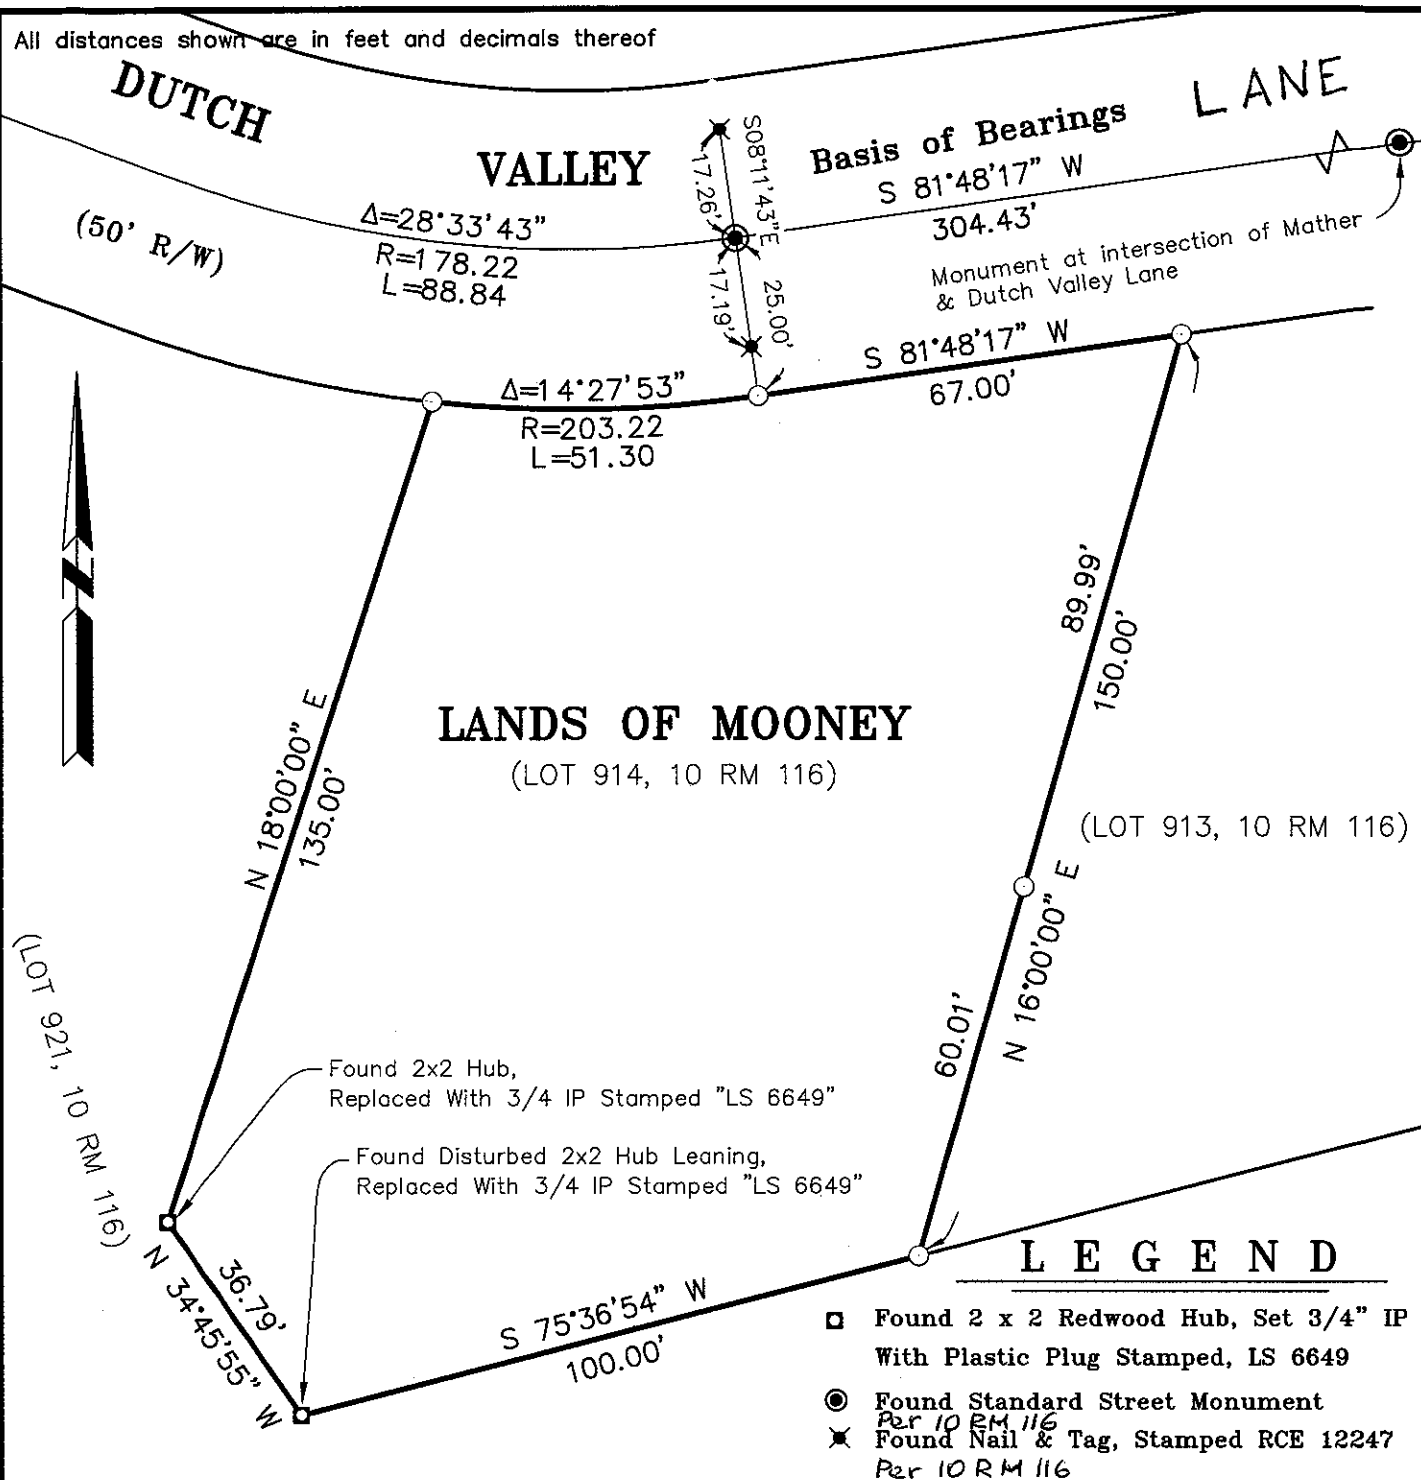 All distances shown are in feet and decimals thereof
DUTCH
VALLEY
LANE
(50' R/W)
Basis of Bearings
S 81°48'17" W
304.43'
Monument at intersection of Mather
& Dutch Valley Lane
S08°11'43"E
17.26'
17.19'
25.00'
Δ=28°33'43"
R=178.22
L=88.84
Δ=14°27'53"
R=203.22
L=51.30
S 81°48'17" W
67.00'
89.99'
150.00'
N 18°00'00" E
135.00'
N
LANDS OF MOONEY
(LOT 914, 10 RM 116)
(LOT 913, 10 RM 116)
N 16°00'00" E
60.01'
(LOT 921, 10 RM 116)
Found 2x2 Hub,
Replaced With 3/4 IP Stamped "LS 6649"
Found Disturbed 2x2 Hub Leaning,
Replaced With 3/4 IP Stamped "LS 6649"
36.79'
N 34°45'55" W
S 75°36'54" W
100.00'
LEGEND
Found 2 x 2 Redwood Hub, Set 3/4" IP
With Plastic Plug Stamped, LS 6649
Found Standard Street Monument
Per 10 RM 116
Found Nail & Tag, Stamped RCE 12247
Per 10 RM 116